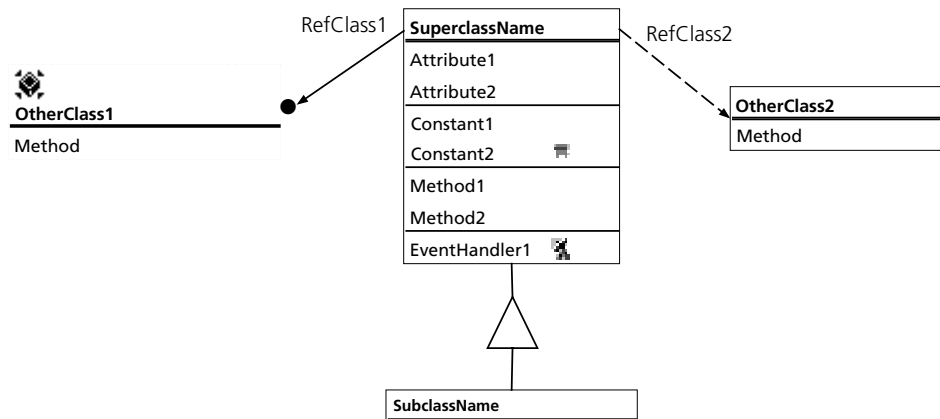 RefClass1
SuperclassName
RefClass2
Attribute1
Attribute2
OtherClass1
Method
Constant1
Constant2
OtherClass2
Method
Method1
Method2
EventHandler1
SubclassName